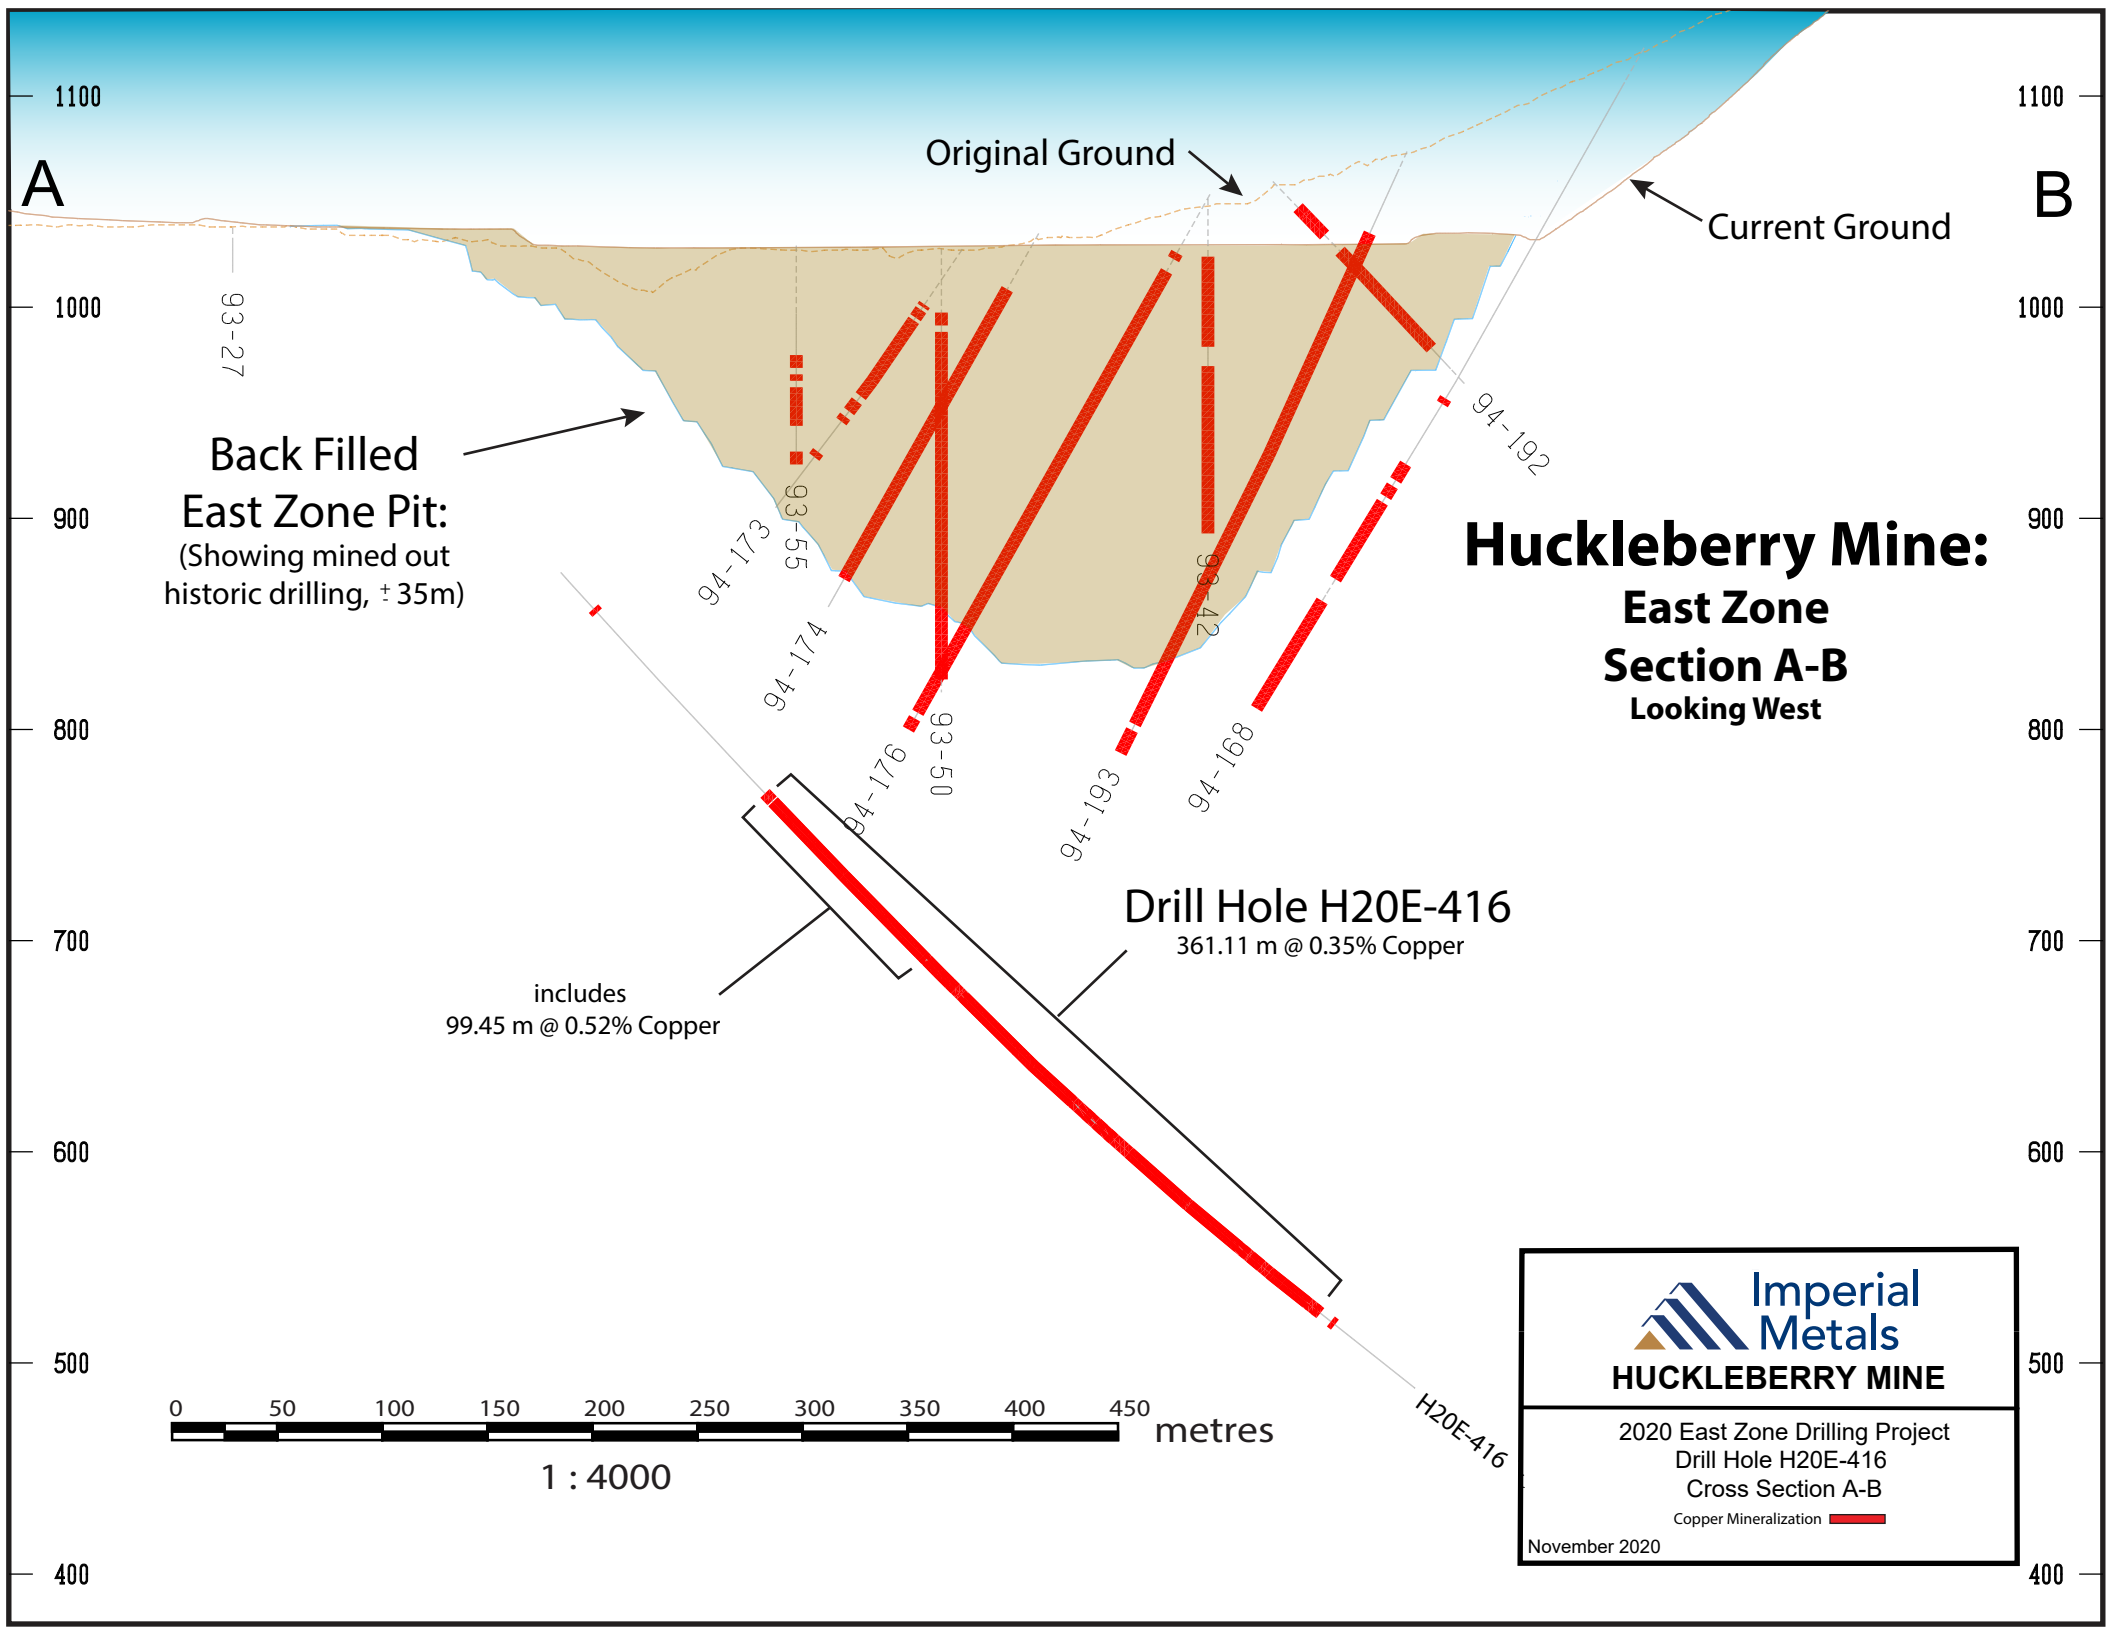 1100
1100
Original Ground
A
B
Current Ground
1000
1000
93-27
94-192
Back Filled
East Zone Pit:
(Showing mined out
historic drilling, ± 35m)
900
900
93-55
94-173
93-42
Huckleberry Mine:
East Zone
Section A-B
Looking West
94-174
800
800
94-176
93-50
94-193
94-168
Drill Hole H20E-416
361.11 m @ 0.35% Copper
700
700
includes
99.45 m @ 0.52% Copper
600
600
500
500
H20E-416
0 50 100 150 200 250 300 350 400 450
metres
1 : 4000
Imperial
Metals
HUCKLEBERRY MINE
2020 East Zone Drilling Project
Drill Hole H20E-416
Cross Section A-B
Copper Mineralization
November 2020
400
400